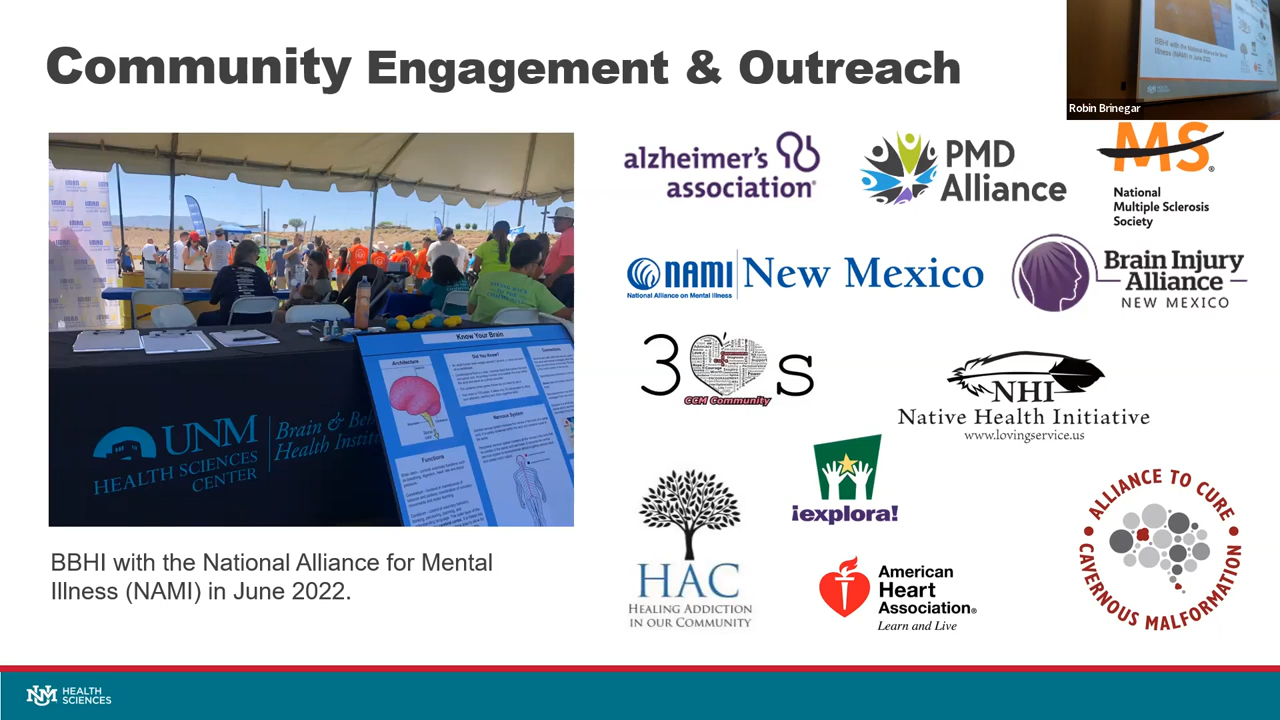 Community Engagement & Outreach
Robin Brinegar
BBHI with the National Alliance for Mental
Illness (NAMI) in June 2022.
alzheimer's
association®
PMD
Alliance
MS®
National
Multiple Sclerosis
Society
NAMI
National Alliance on Mental Illness
New Mexico
Brain Injury
Alliance
NEW MEXICO
30s
CCM Community
NHI
Native Health Initiative
www.lovingservice.us
¡explora!
HAC
HEALING ADDICTION
IN OUR COMMUNITY
American
Heart
Association®
Learn and Live
ALLIANCE TO CURE
CAVERNOUS MALFORMATION
Know Your Brain
Architecture
Did You Know?
Nervous System
Functions
UNM
HEALTH SCIENCES
CENTER
Brain &
Health
UNM HEALTH
SCIENCES